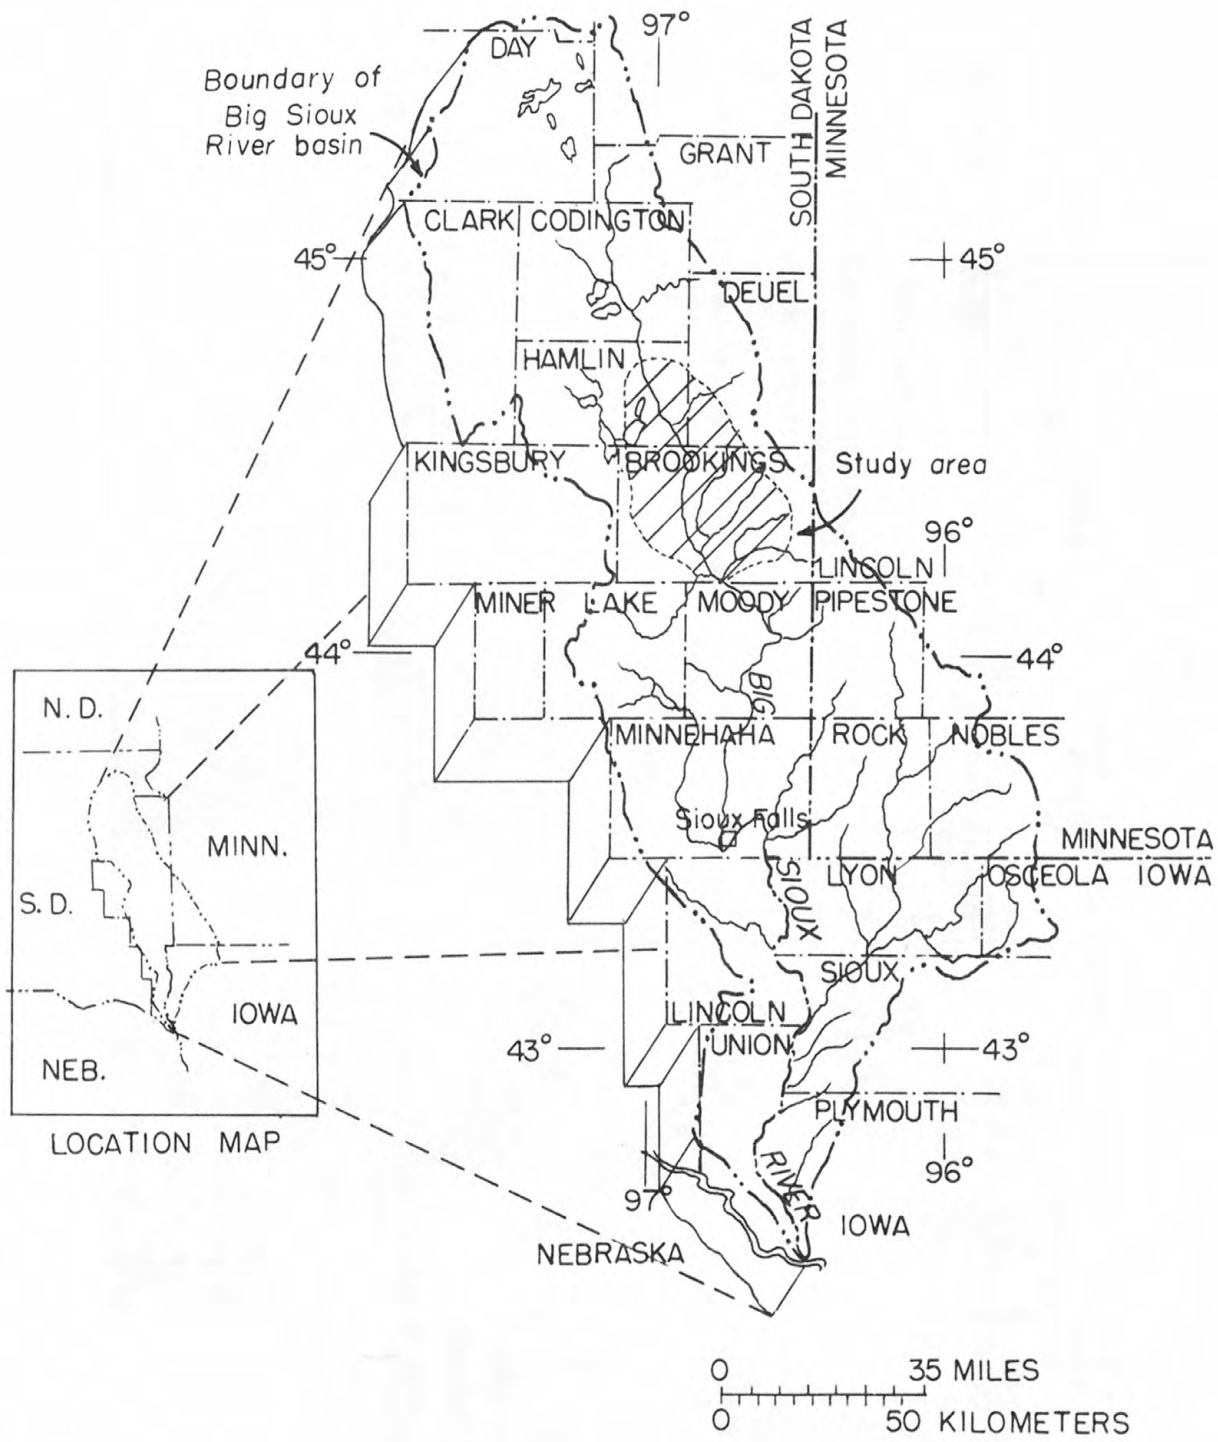 97°
SOUTH DAKOTA
MINNESOTA
DAY
Boundary of
Big Sioux
River basin
GRANT
CLARK
CODINGTON
45°
45°
DEUEL
HAMLIN
KINGSBURY
BROOKINGS
Study area
96°
LINCOLN
MINER
LAKE
MOODY
PIPESTONE
44°
44°
BIG
N. D.
MINNEHAHA
ROCK
NOBLES
Sioux Falls
MINN.
MINNESOTA
SIOUX
LYON
OSCEOLA
IOWA
S. D.
SIOUX
IOWA
LINCOLN
43°
UNION
43°
NEB.
PLYMOUTH
LOCATION MAP
96°
RIVER
97°
IOWA
NEBRASKA
0 35 MILES
0 50 KILOMETERS